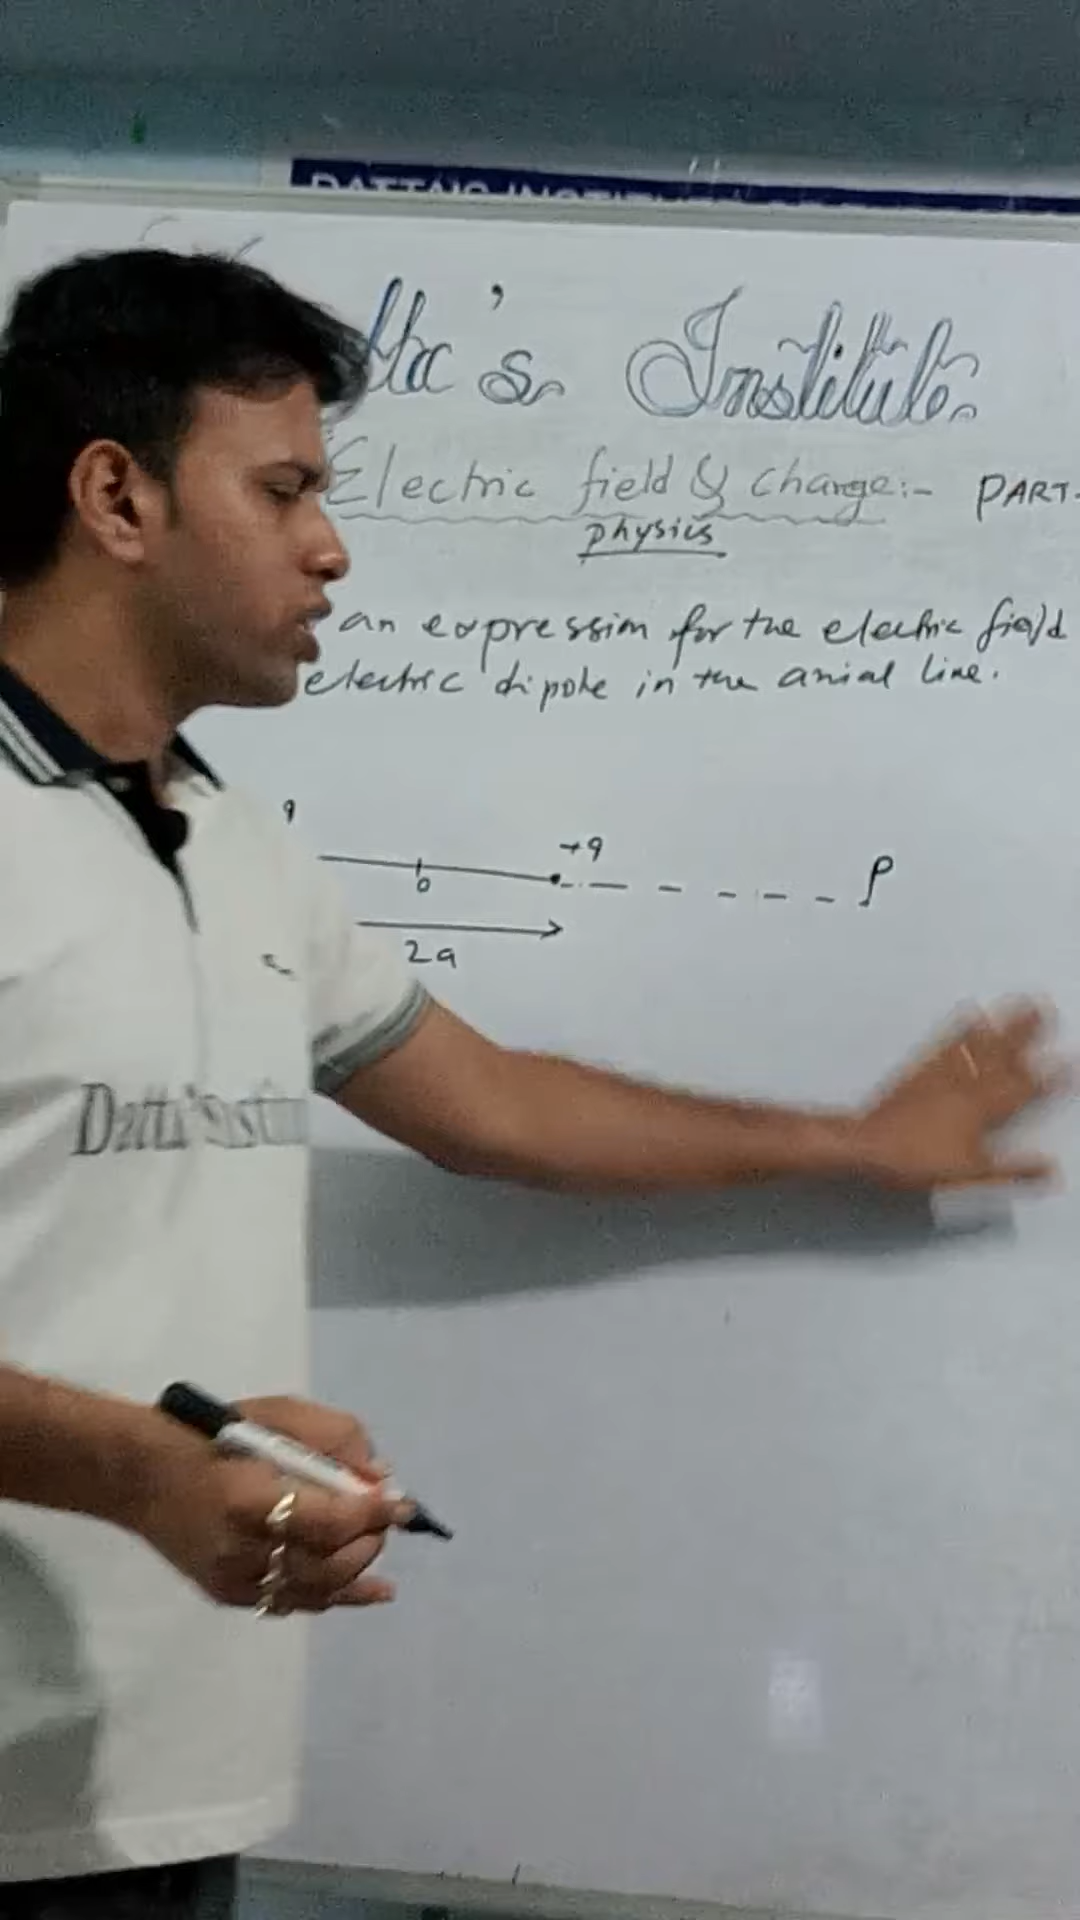 's Institute
Electric field & charge:- PART-
physics
an expression for the electric field
electric dipole in the axial line.
q
+q
P
o
2a
Datta's